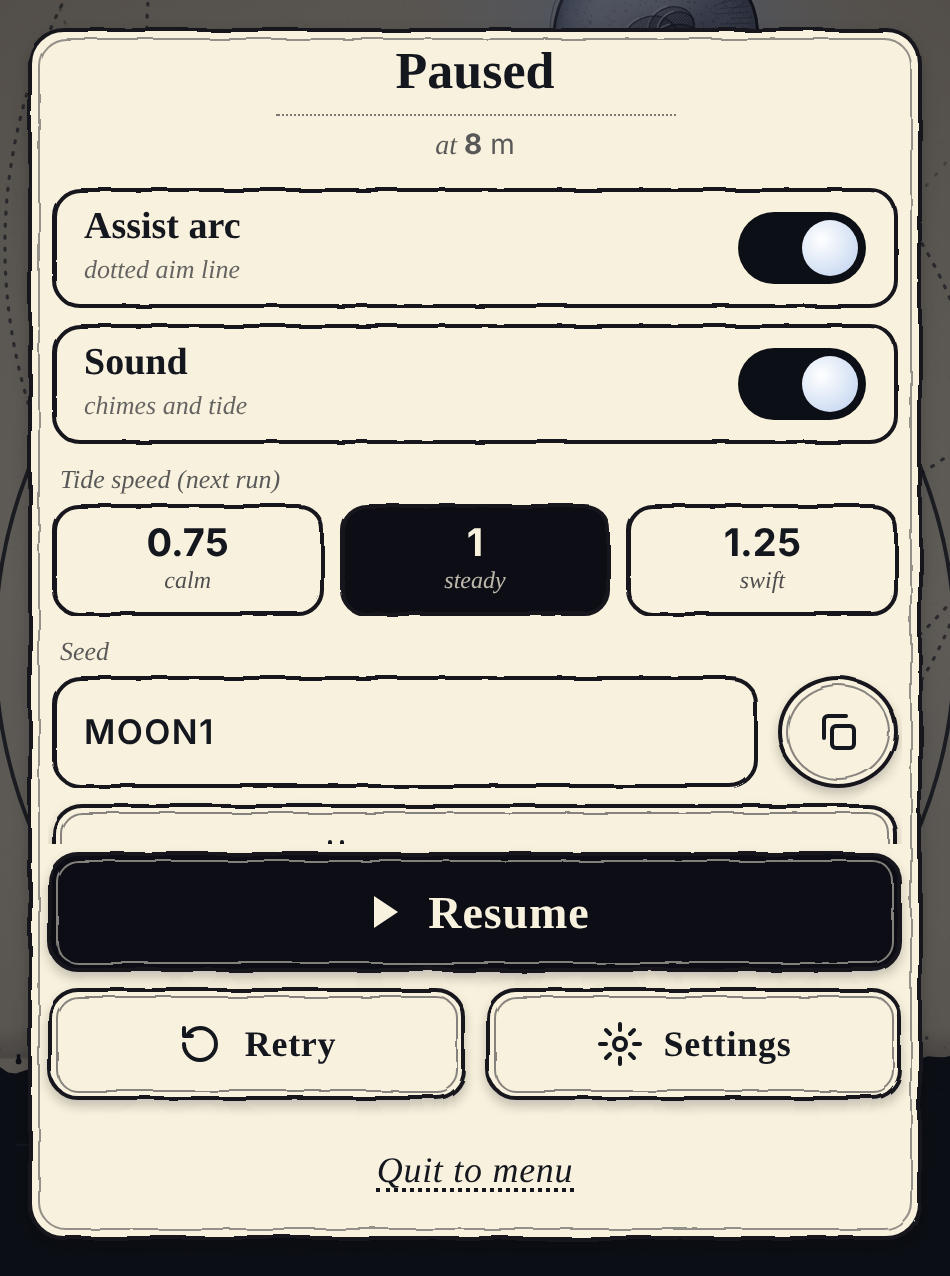 Paused
at 8 m
Assist arc
dotted aim line
Sound
chimes and tide
Tide speed (next run)
0.75
calm
1
steady
1.25
swift
Seed
MOON1
Resume
Retry
Settings
Quit to menu